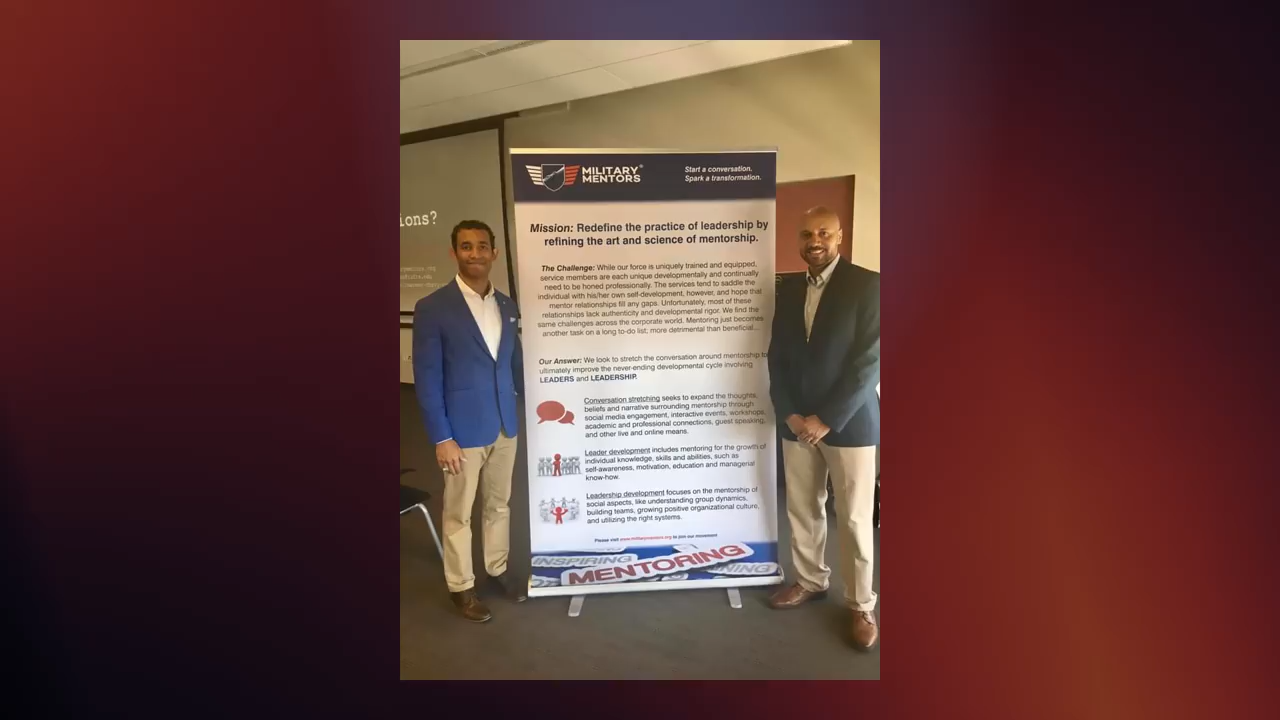 ions?
MILITARY
MENTORS
Start a conversation.
Spark a transformation.
Mission: Redefine the practice of leadership by
refining the art and science of mentorship.
The Challenge: While our force is uniquely trained and equipped,
service members are each unique developmentally and continually
need to be honed professionally. The services tend to saddle the
individual with his/her own self-development, however, and hope that
mentor relationships fill any gaps. Unfortunately, most of these
relationships lack authenticity and developmental rigor. We find the
same challenges across the corporate world. Mentoring just becomes
another task on a long to-do list; more detrimental than beneficial...
Our Answer: We look to stretch the conversation around mentorship to
ultimately improve the never-ending developmental cycle involving
LEADERS and LEADERSHIP.
Conversation stretching seeks to expand the thoughts,
beliefs and narrative surrounding mentorship through
social media engagement, interactive events, workshops,
academic and professional connections, guest speaking,
and other live and online means.
Leader development includes mentoring for the growth of
individual knowledge, skills and abilities, such as
self-awareness, motivation, education and managerial
know-how.
Leadership development focuses on the mentorship of
social aspects, like understanding group dynamics,
building teams, growing positive organizational culture,
and utilizing the right systems.
Please visit www.militarymentors.org to join our movement
INSPIRING
MENTORING
NING